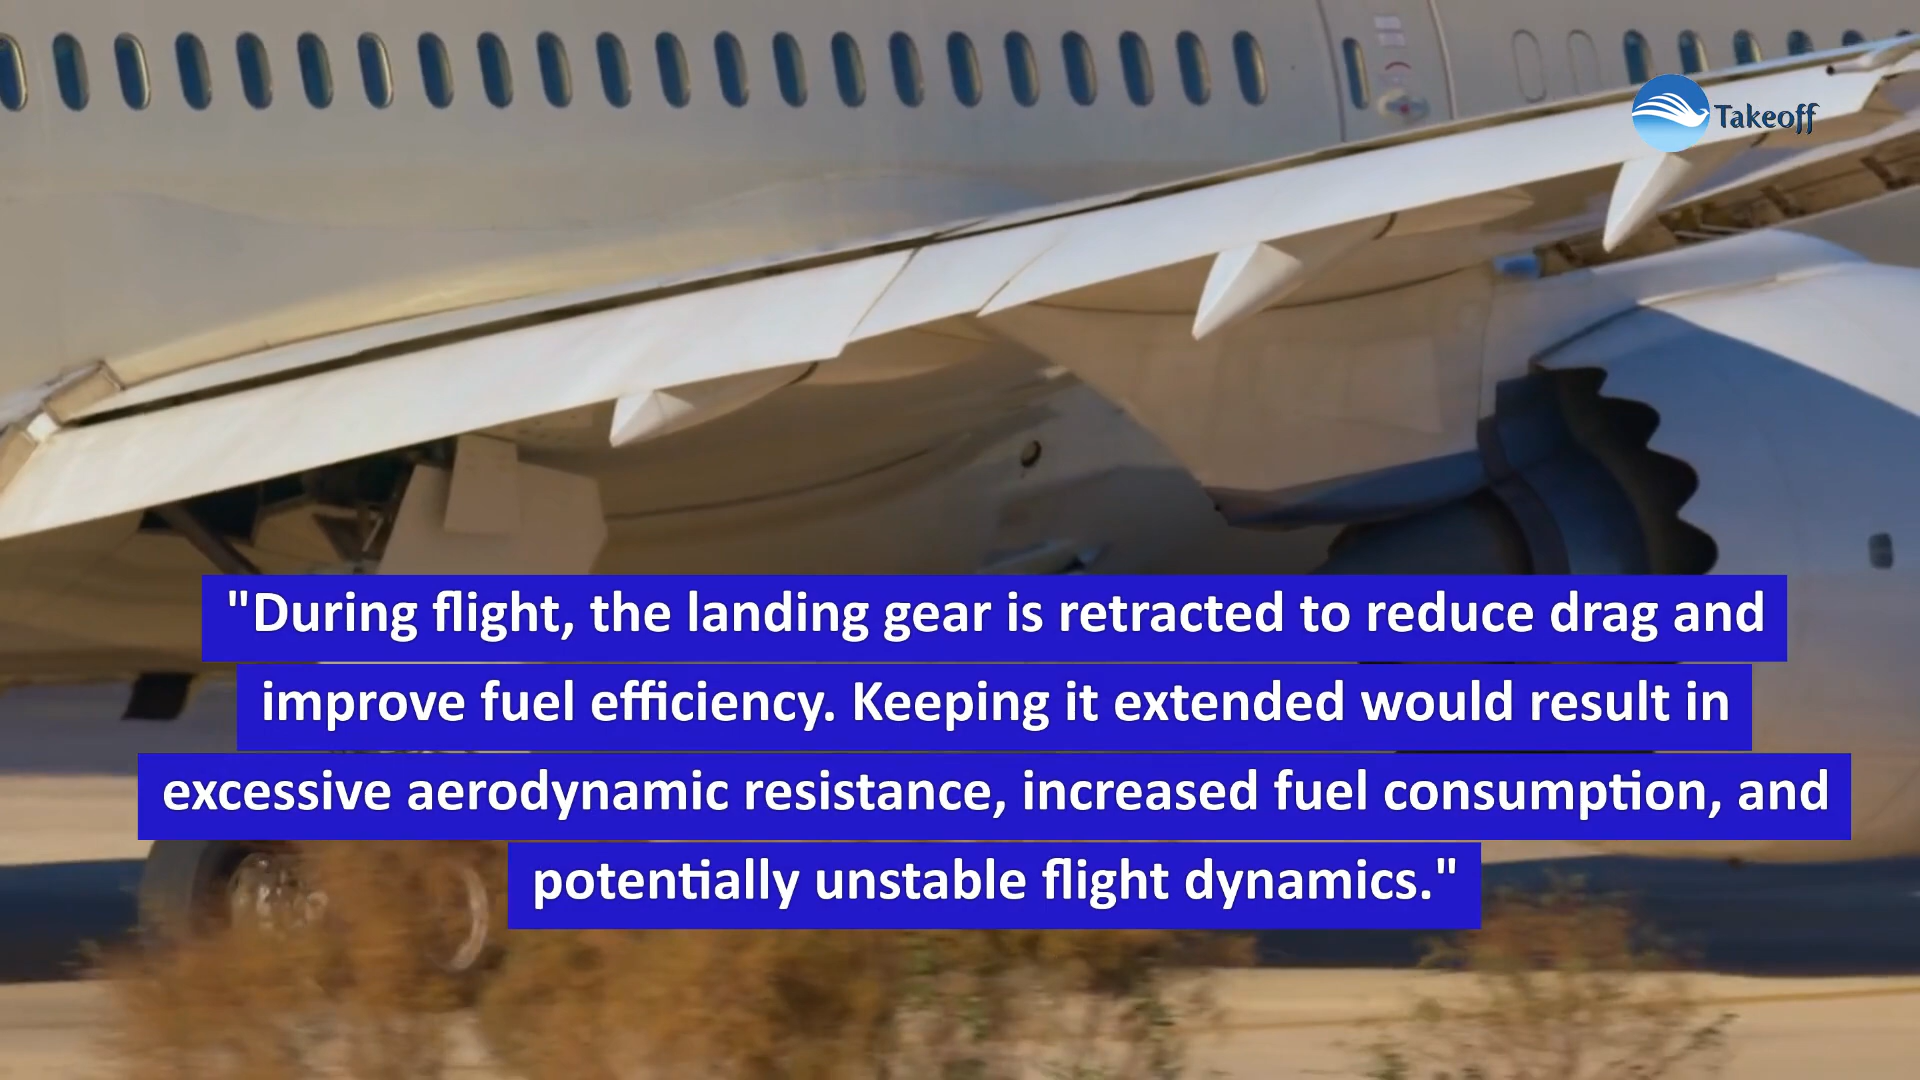 Takeoff
"During flight, the landing gear is retracted to reduce drag and
improve fuel efficiency. Keeping it extended would result in
excessive aerodynamic resistance, increased fuel consumption, and
potentially unstable flight dynamics."